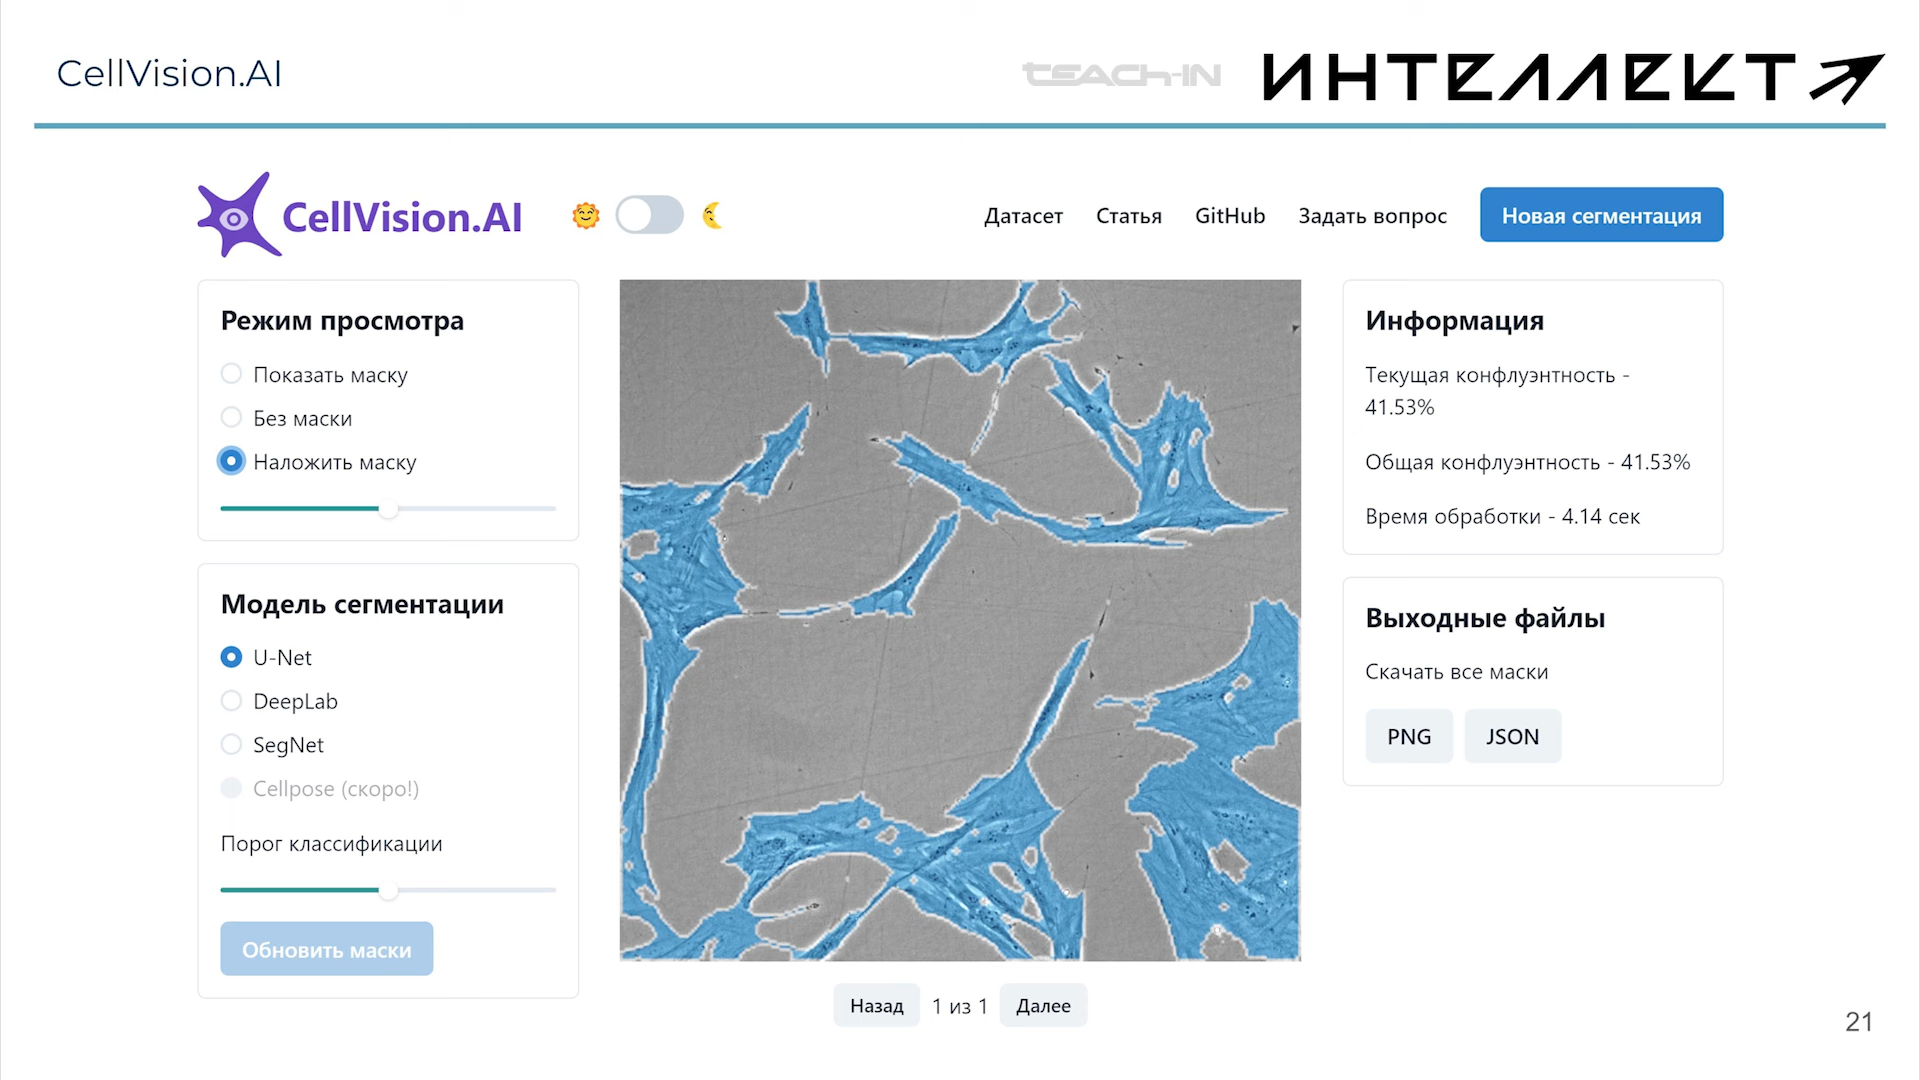 CellVision.AI
TEACH-IN
ИНТЕЛЛЕКТ
CellVision.AI
Датасет
Статья
GitHub
Задать вопрос
Новая сегментация
Режим просмотра
Показать маску
Без маски
Наложить маску
Модель сегментации
U-Net
DeepLab
SegNet
Cellpose (скоро!)
Порог классификации
Обновить маски
Назад
1 из 1
Далее
Информация
Текущая конфлуэнтность -
41.53%
Общая конфлуэнтность - 41.53%
Время обработки - 4.14 сек
Выходные файлы
Скачать все маски
PNG
JSON
21